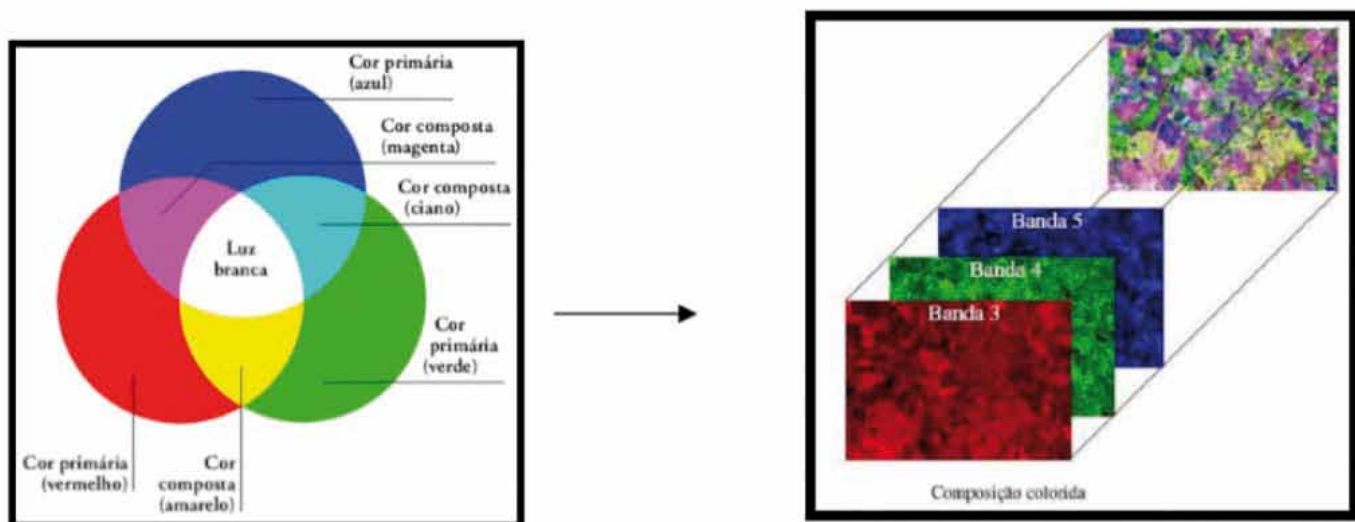 Cor primária
(azul)
Cor composta
(magenta)
Cor composta
(ciano)
Luz
branca
Cor
primária
(verde)
Cor primária
(vermelho)
Cor
composta
(amarelo)
Banda 5
Banda 4
Banda 3
Composição colorida